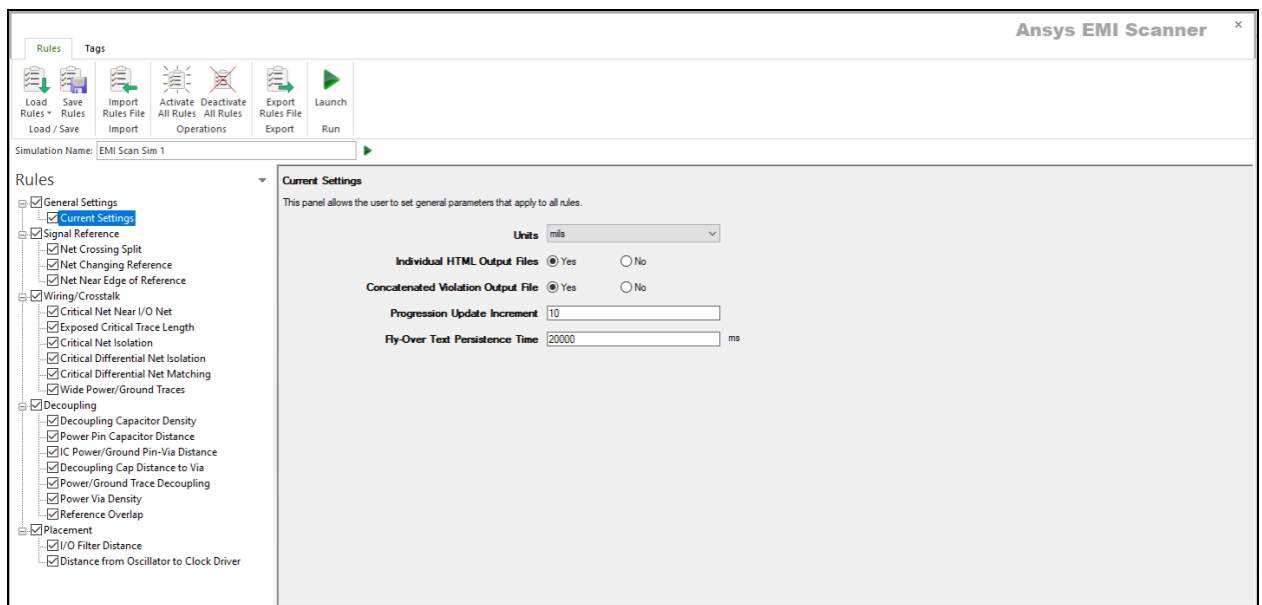 Ansys EMI Scanner ×
Rules Tags
Load Rules Save Rules Import Rules File Activate All Rules Deactivate All Rules Export Rules File Launch
Load / Save Import Operations Export Run
Simulation Name: EMI Scan Sim 1
Rules
General Settings
Current Settings
Signal Reference
Net Crossing Split
Net Changing Reference
Net Near Edge of Reference
Wiring/Crosstalk
Critical Net Near I/O Net
Exposed Critical Trace Length
Critical Net Isolation
Critical Differential Net Isolation
Critical Differential Net Matching
Wide Power/Ground Traces
Decoupling
Decoupling Capacitor Density
Power Pin Capacitor Distance
IC Power/Ground Pin-Via Distance
Decoupling Cap Distance to Via
Power/Ground Trace Decoupling
Power Via Density
Reference Overlap
Placement
I/O Filter Distance
Distance from Oscillator to Clock Driver
Current Settings
This panel allows the user to set general parameters that apply to all rules.
Units mils
Individual HTML Output Files Yes No
Concatenated Violation Output File Yes No
Progression Update Increment 10
Fly-Over Text Persistence Time 20000 ms